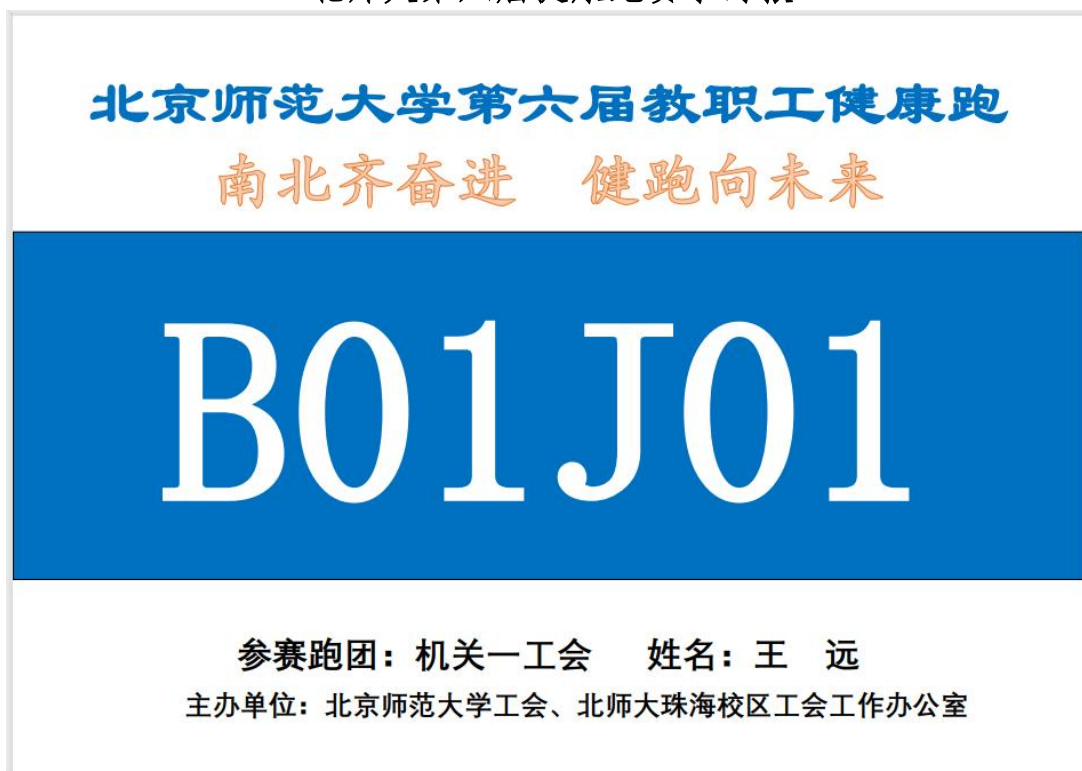 北京师范大学第六届教职工健康跑
南北齐奋进 健跑向未来
B01J01
参赛跑团：机关一工会 姓名：王 远
主办单位：北京师范大学工会、北师大珠海校区工会工作办公室